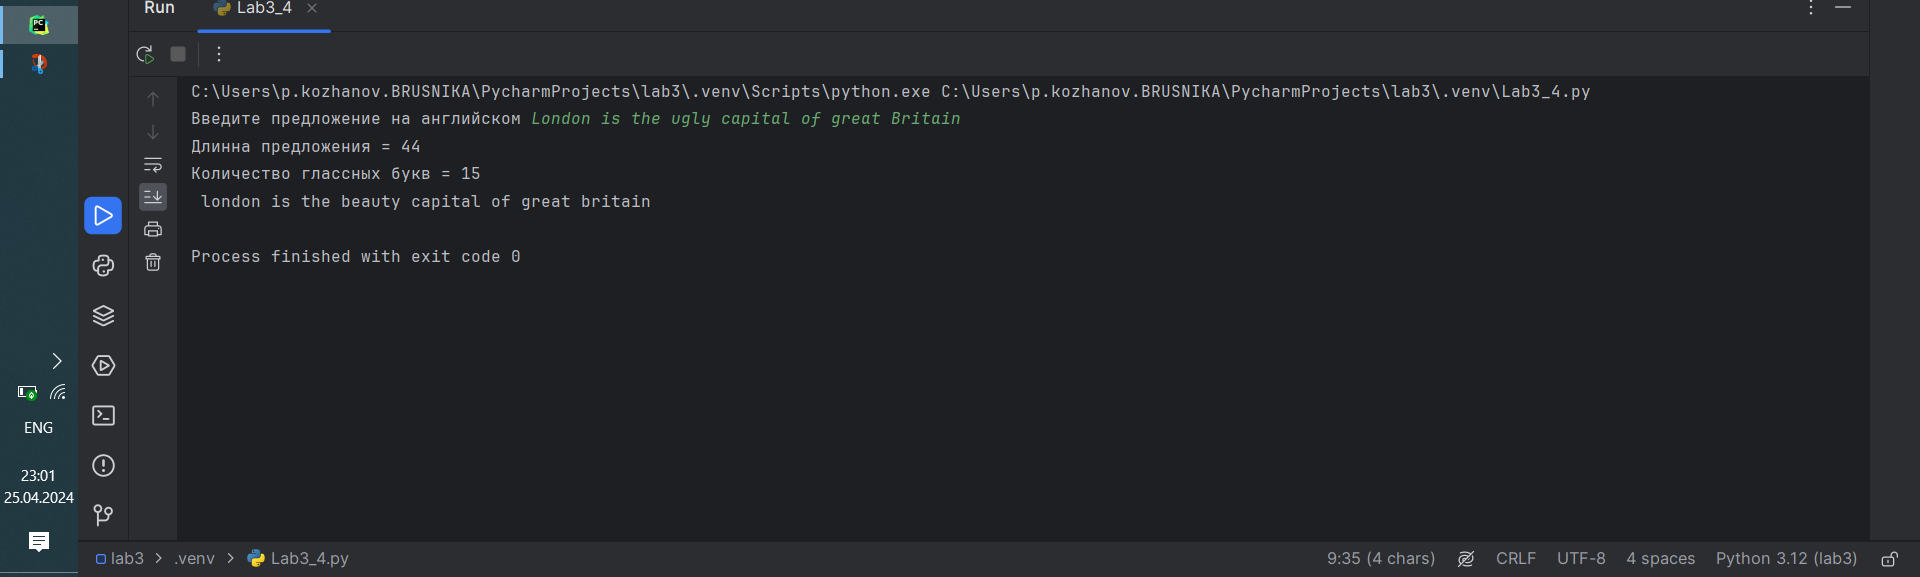 Run Lab3_4
C:\Users\p.kozhanov.BRUSNIKA\PycharmProjects\lab3\.venv\Scripts\python.exe C:\Users\p.kozhanov.BRUSNIKA\PycharmProjects\lab3\.venv\Lab3_4.py
Введите предложение на английском London is the ugly capital of great Britain
Длинна предложения = 44
Количество глассных букв = 15
london is the beauty capital of great britain
Process finished with exit code 0
ENG
23:01
25.04.2024
lab3 > .venv > Lab3_4.py 9:35 (4 chars) CRLF UTF-8 4 spaces Python 3.12 (lab3)